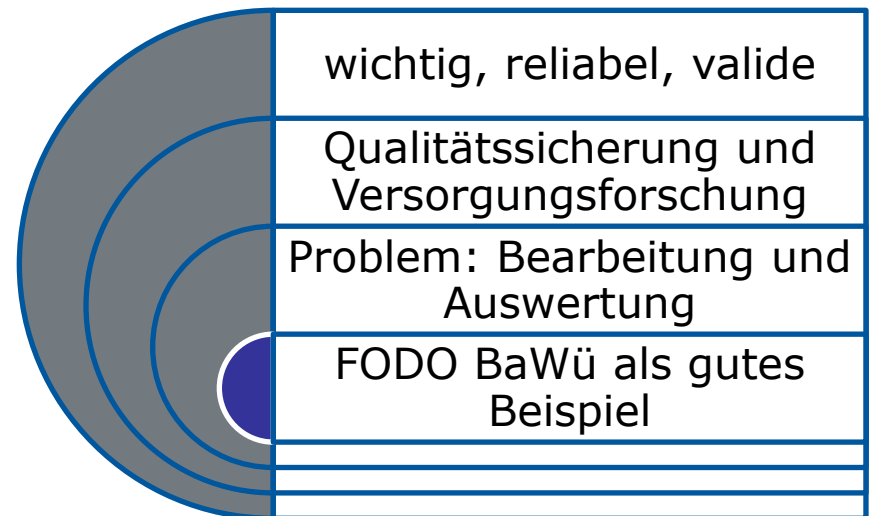 wichtig, reliabel, valide
Qualitätssicherung und
Versorgungsforschung
Problem: Bearbeitung und
Auswertung
FODO BaWü als gutes
Beispiel